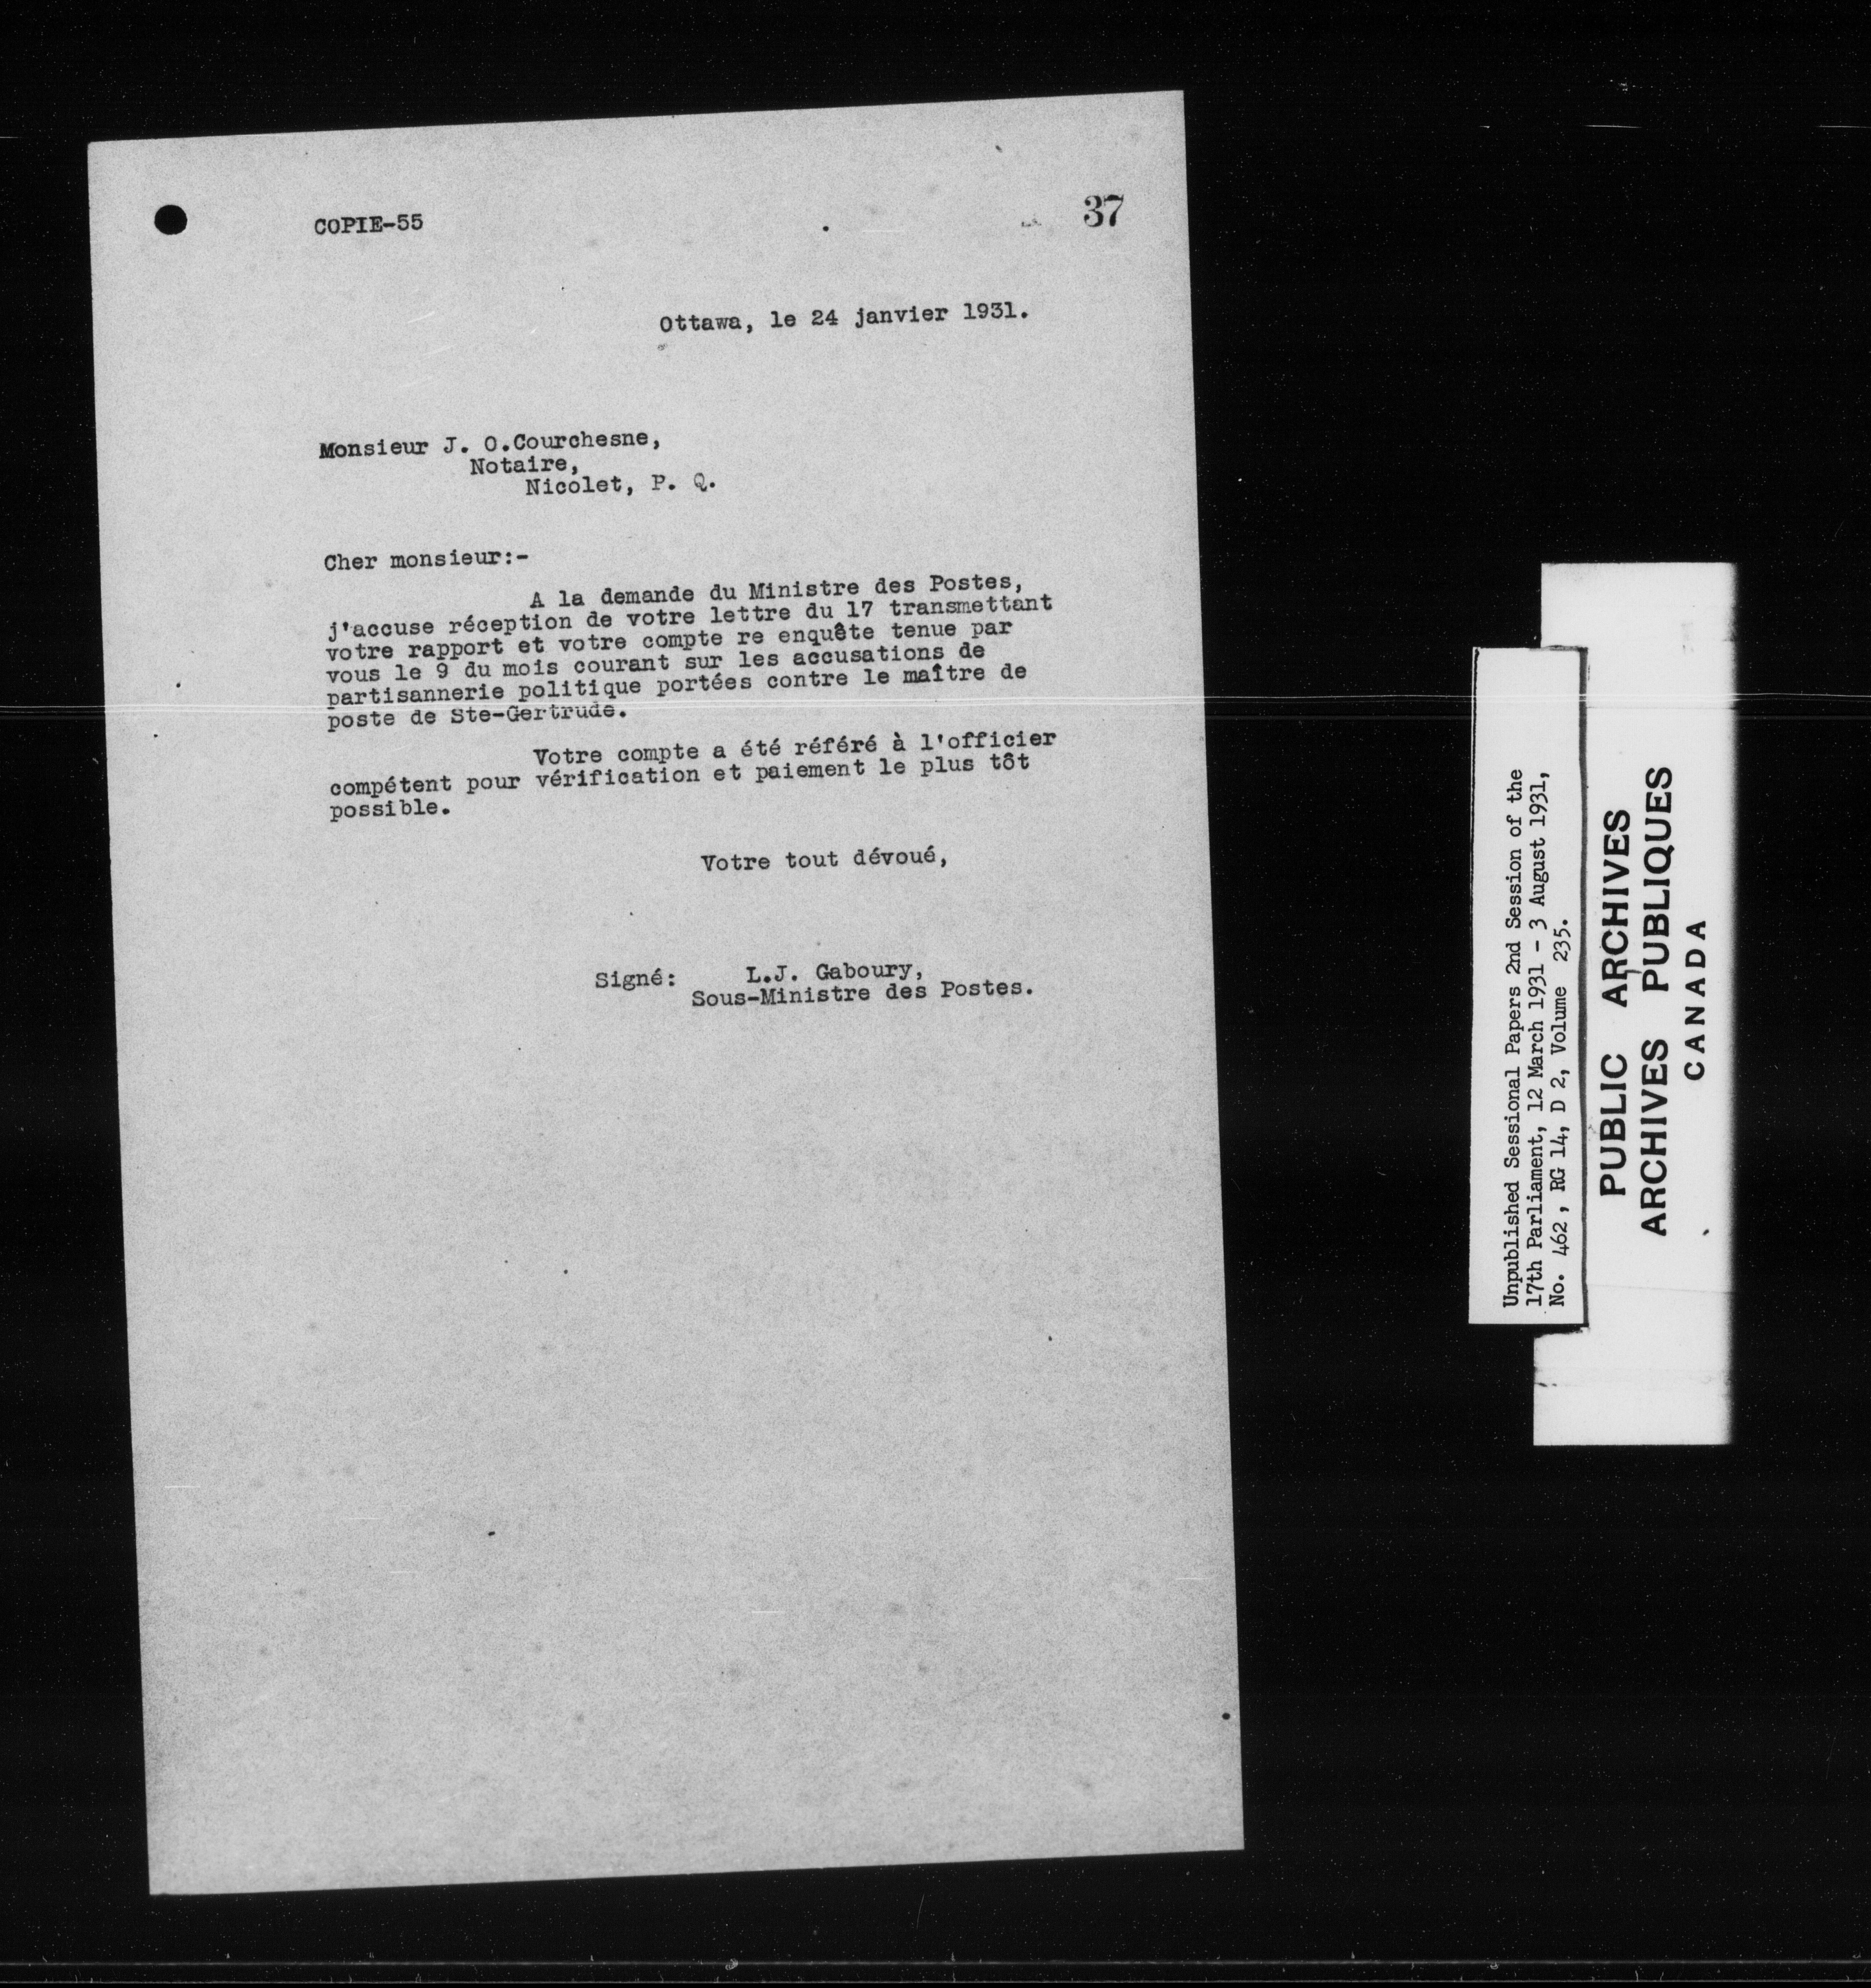 COPIE-55
37
Ottawa, le 24 janvier 1931.
Monsieur J. O.Courchesne,
Notaire,
Nicolet, P. Q.
Cher monsieur:-
A la demande du Ministre des Postes,
j'accuse réception de votre lettre du 17 transmettant
votre rapport et votre compte re enquête tenue par
vous le 9 du mois courant sur les accusations de
partisannerie politique portées contre le maître de
poste de Ste-Gertrude.
Votre compte a été référé à l'officier
compétent pour vérification et paiement le plus tôt
possible.
Votre tout dévoué,
Signé: L.J. Gaboury,
Sous-Ministre des Postes.
Unpublished Sessional Papers 2nd Session of the
17th Parliament, 12 March 1931 - 3 August 1931,
No. 462, RG 14, D 2, Volume 235.
PUBLIC ARCHIVES
ARCHIVES PUBLIQUES
CANADA